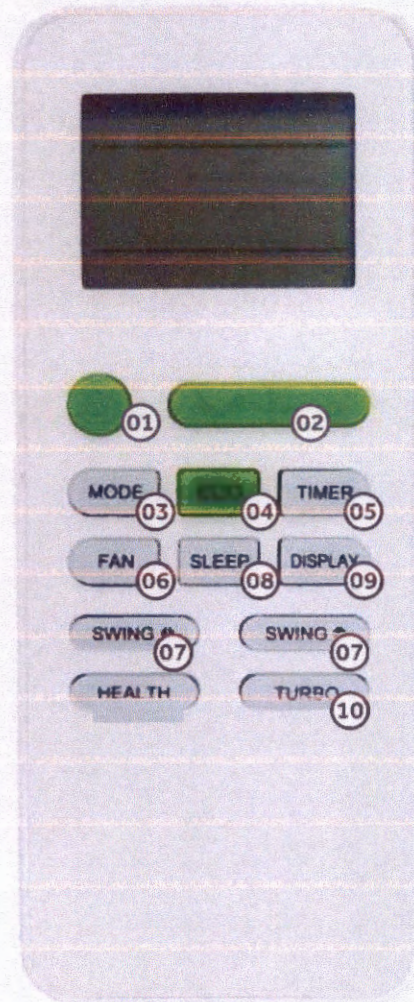 01 02
MODE 03 04 TIMER 05
FAN 06 SLEEP 08 DISPLAY 09
SWING 07 SWING 07
HEALTH TURBO 10